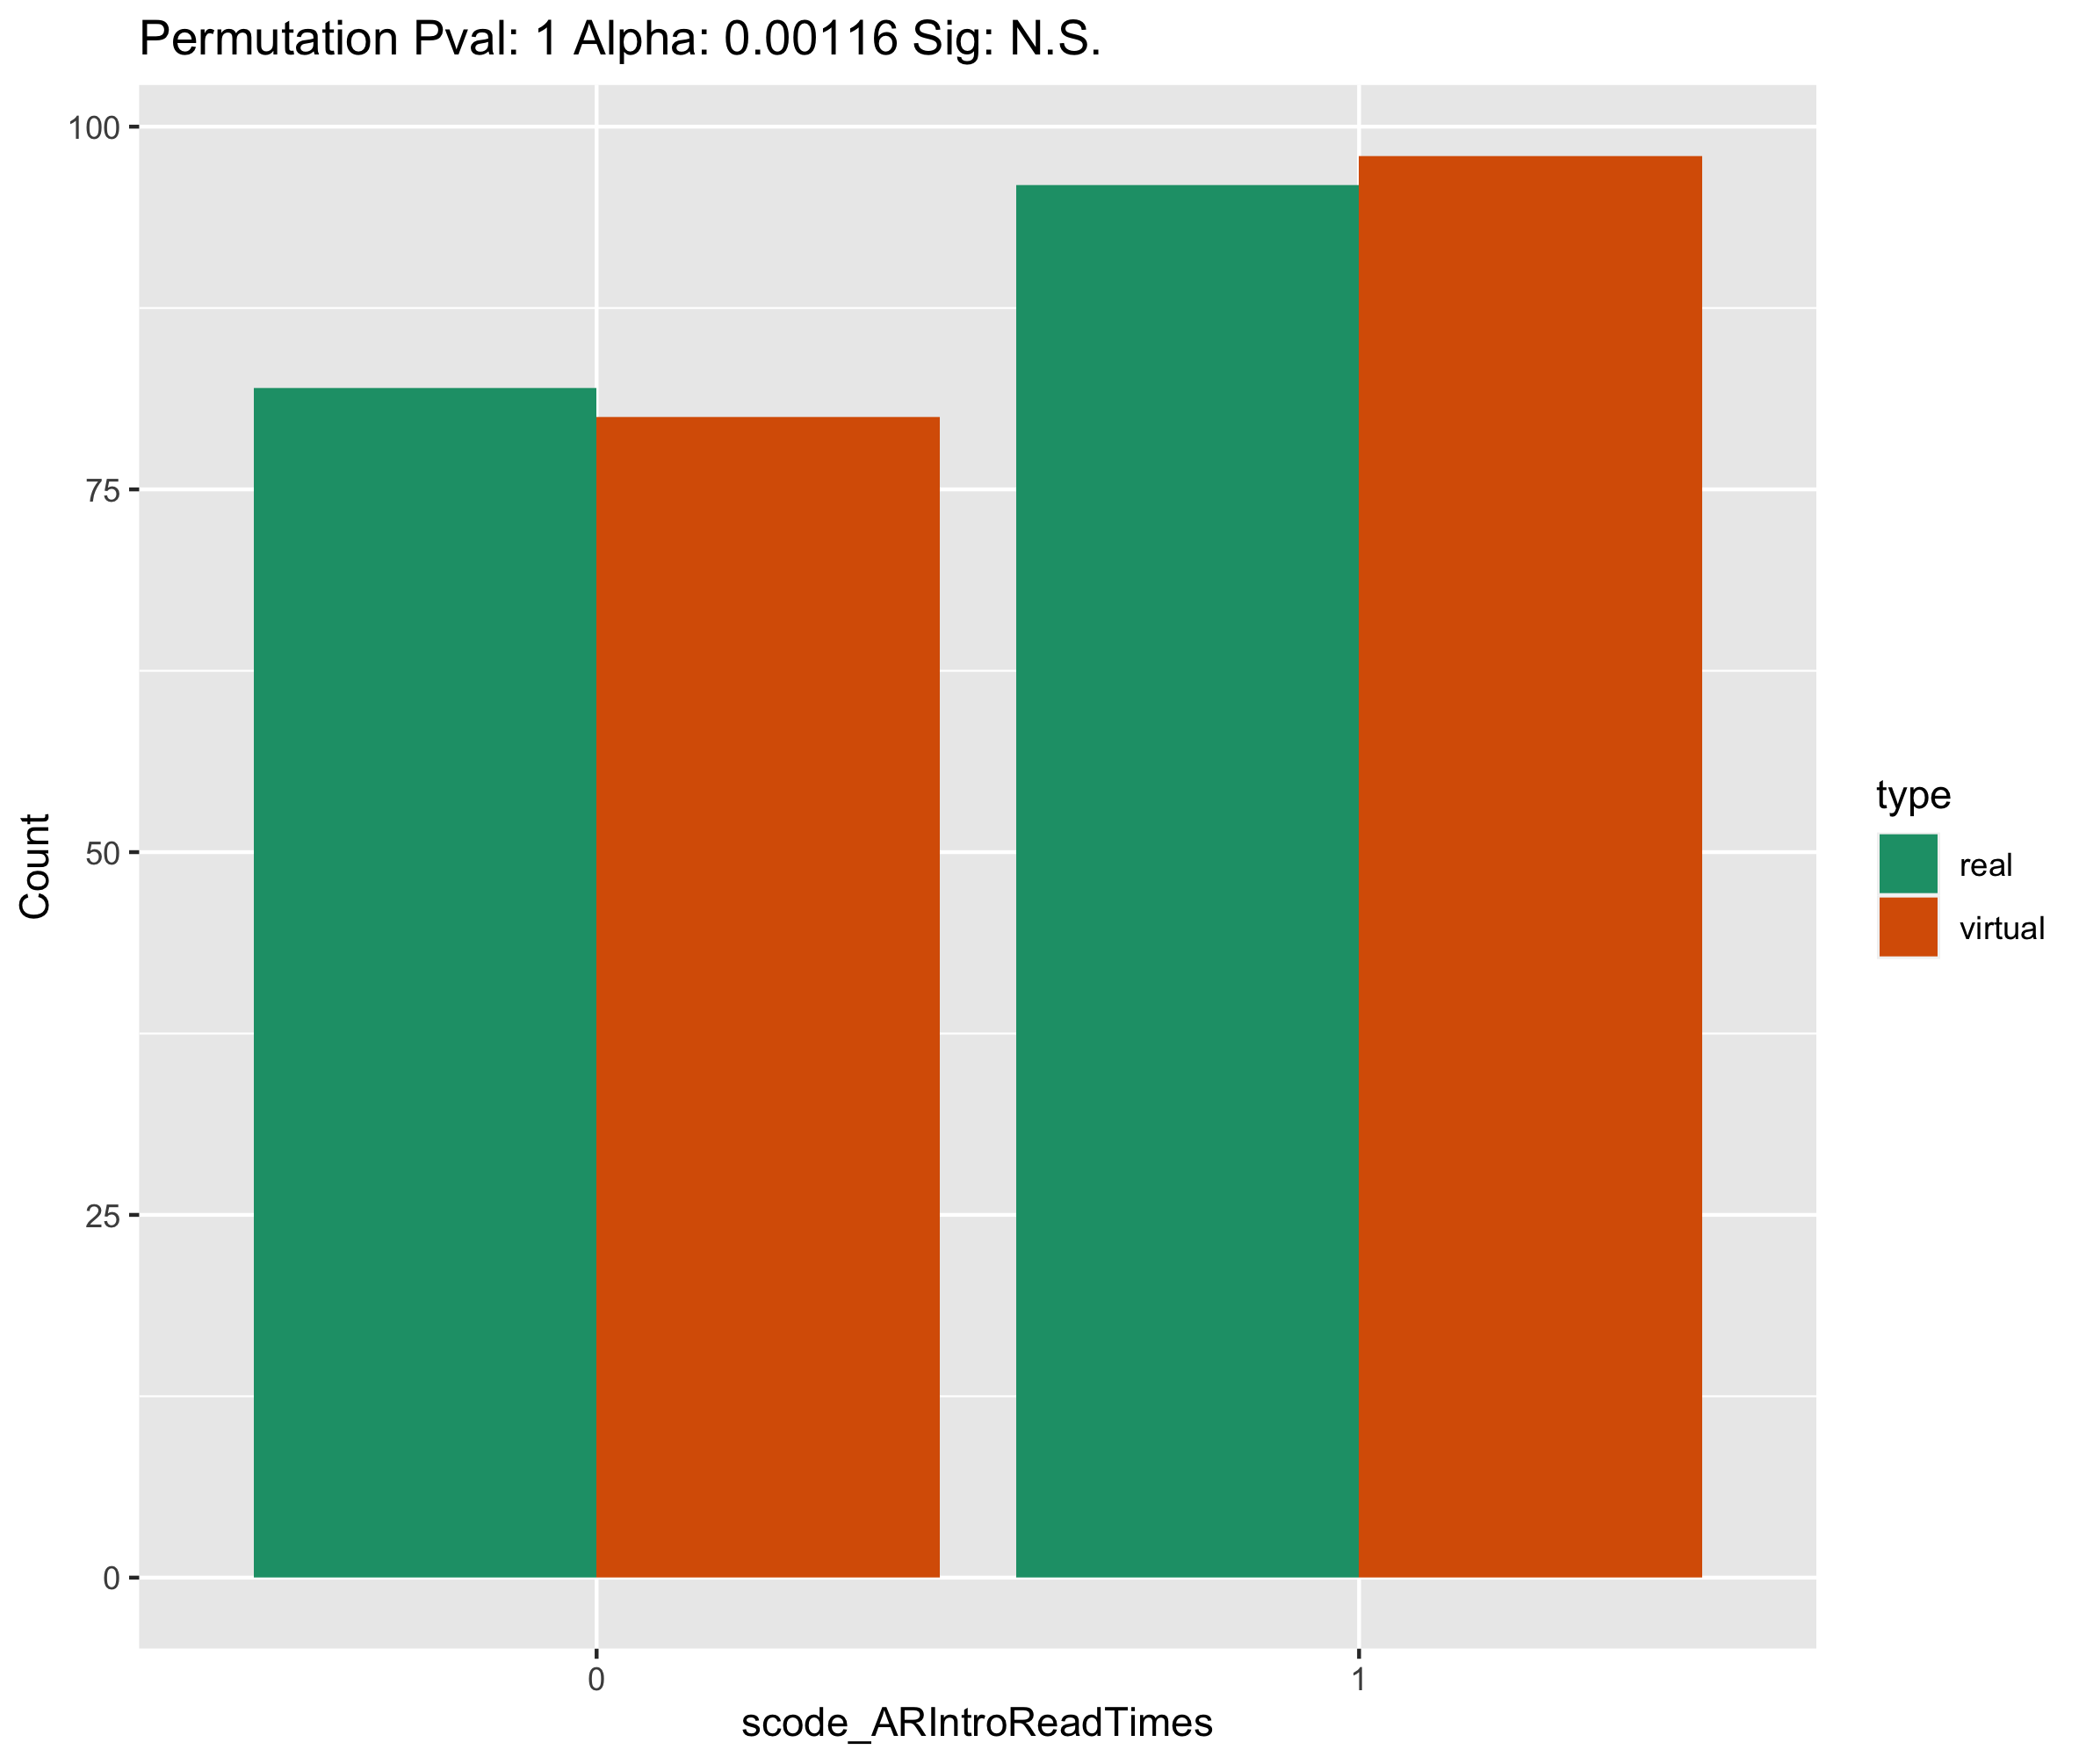 Permutation Pval: 1 Alpha: 0.00116 Sig: N.S.
100
75
50
25
0
Count
0
1
scode_ARIntroReadTimes
type
real
virtual